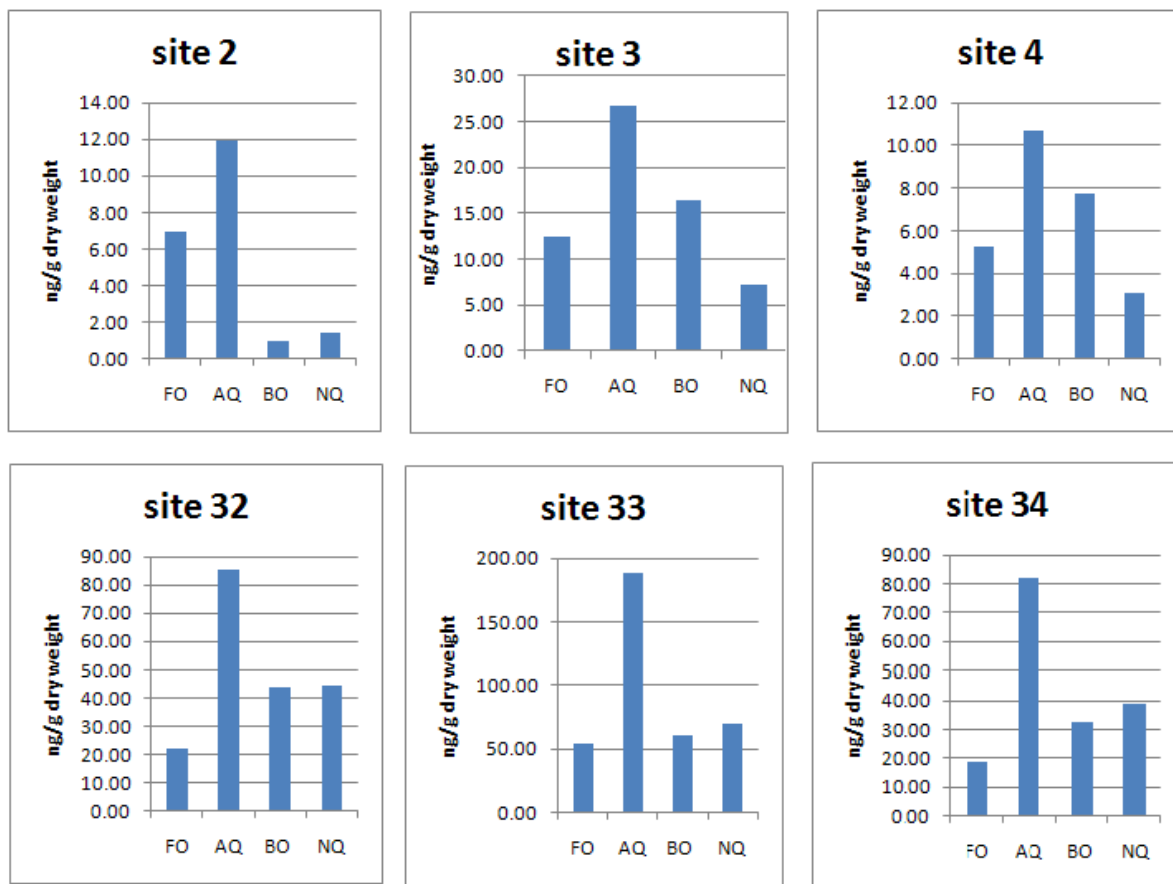 site 2
ng/g dry weight
14.00
12.00
10.00
8.00
6.00
4.00
2.00
0.00
FO AQ BO NQ
site 3
ng/g dry weight
30.00
25.00
20.00
15.00
10.00
5.00
0.00
FO AQ BO NQ
site 4
ng/g dry weight
12.00
10.00
8.00
6.00
4.00
2.00
0.00
FO AQ BO NQ
site 32
ng/g dry weight
90.00
80.00
70.00
60.00
50.00
40.00
30.00
20.00
10.00
0.00
FO AQ BO NQ
site 33
ng/g dry weight
200.00
150.00
100.00
50.00
0.00
FO AQ BO NQ
site 34
ng/g dry weight
90.00
80.00
70.00
60.00
50.00
40.00
30.00
20.00
10.00
0.00
FO AQ BO NQ